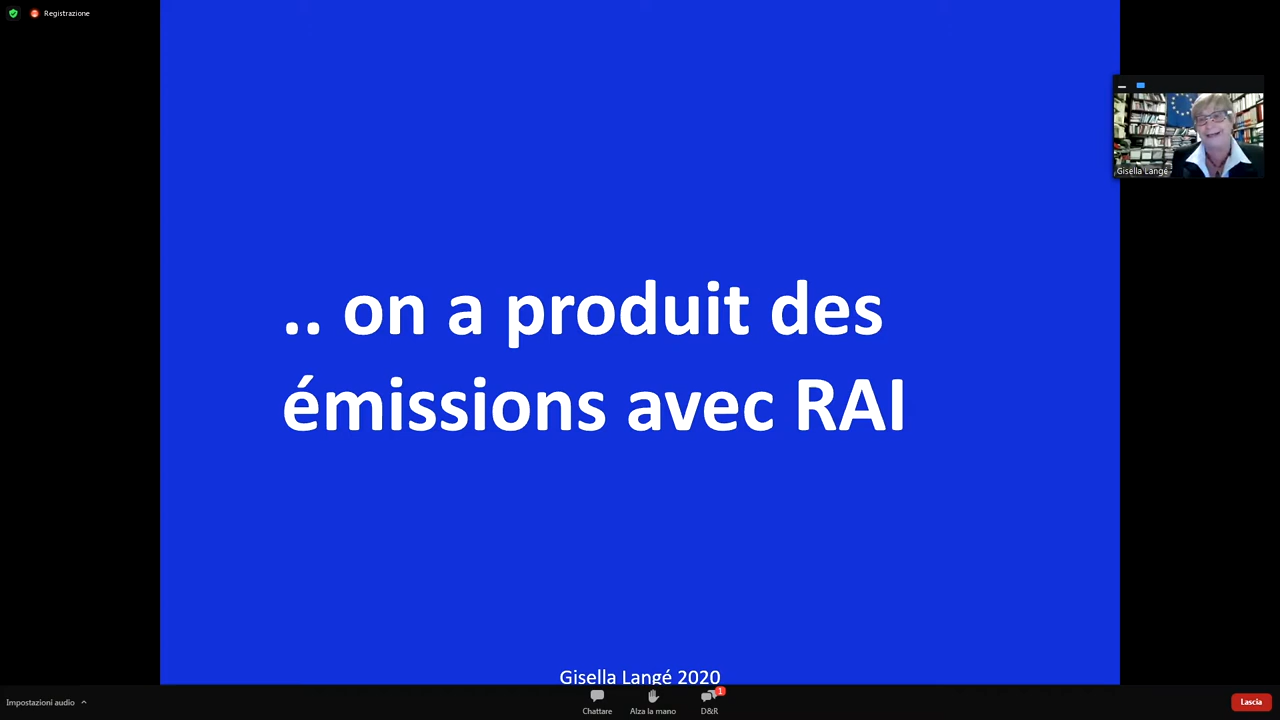 Registrazione
.. on a produit des
émissions avec RAI
Gisella Langé
Gisella Langé 2020
Impostazioni audio
Chattare
Alza la mano
1
D&R
Lascia